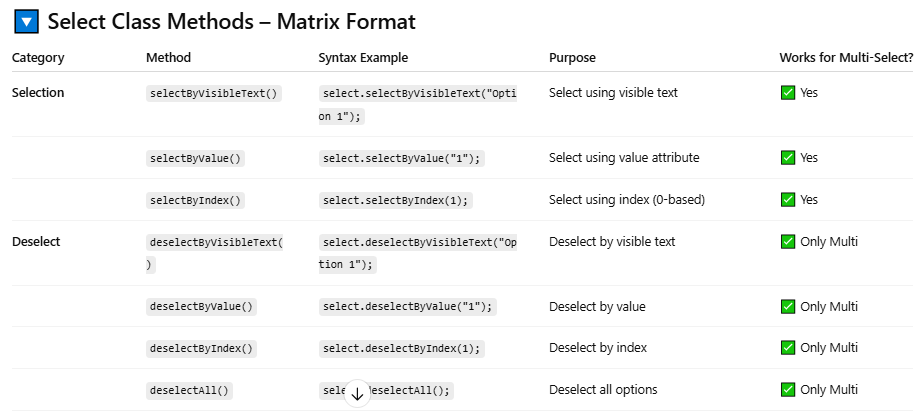 Select Class Methods – Matrix Format
Category Method Syntax Example Purpose Works for Multi-Select?
Selection selectByVisibleText() select.selectByVisibleText("Opti Select using visible text Yes
on 1");
selectByValue() select.selectByValue("1"); Select using value attribute Yes
selectByIndex() select.selectByIndex(1); Select using index (0-based) Yes
Deselect deselectByVisibleText( select.deselectByVisibleText("Op Deselect by visible text Only Multi
) tion 1");
deselectByValue() select.deselectByValue("1"); Deselect by value Only Multi
deselectByIndex() select.deselectByIndex(1); Deselect by index Only Multi
deselectAll() deselectAll(); Deselect all options Only Multi